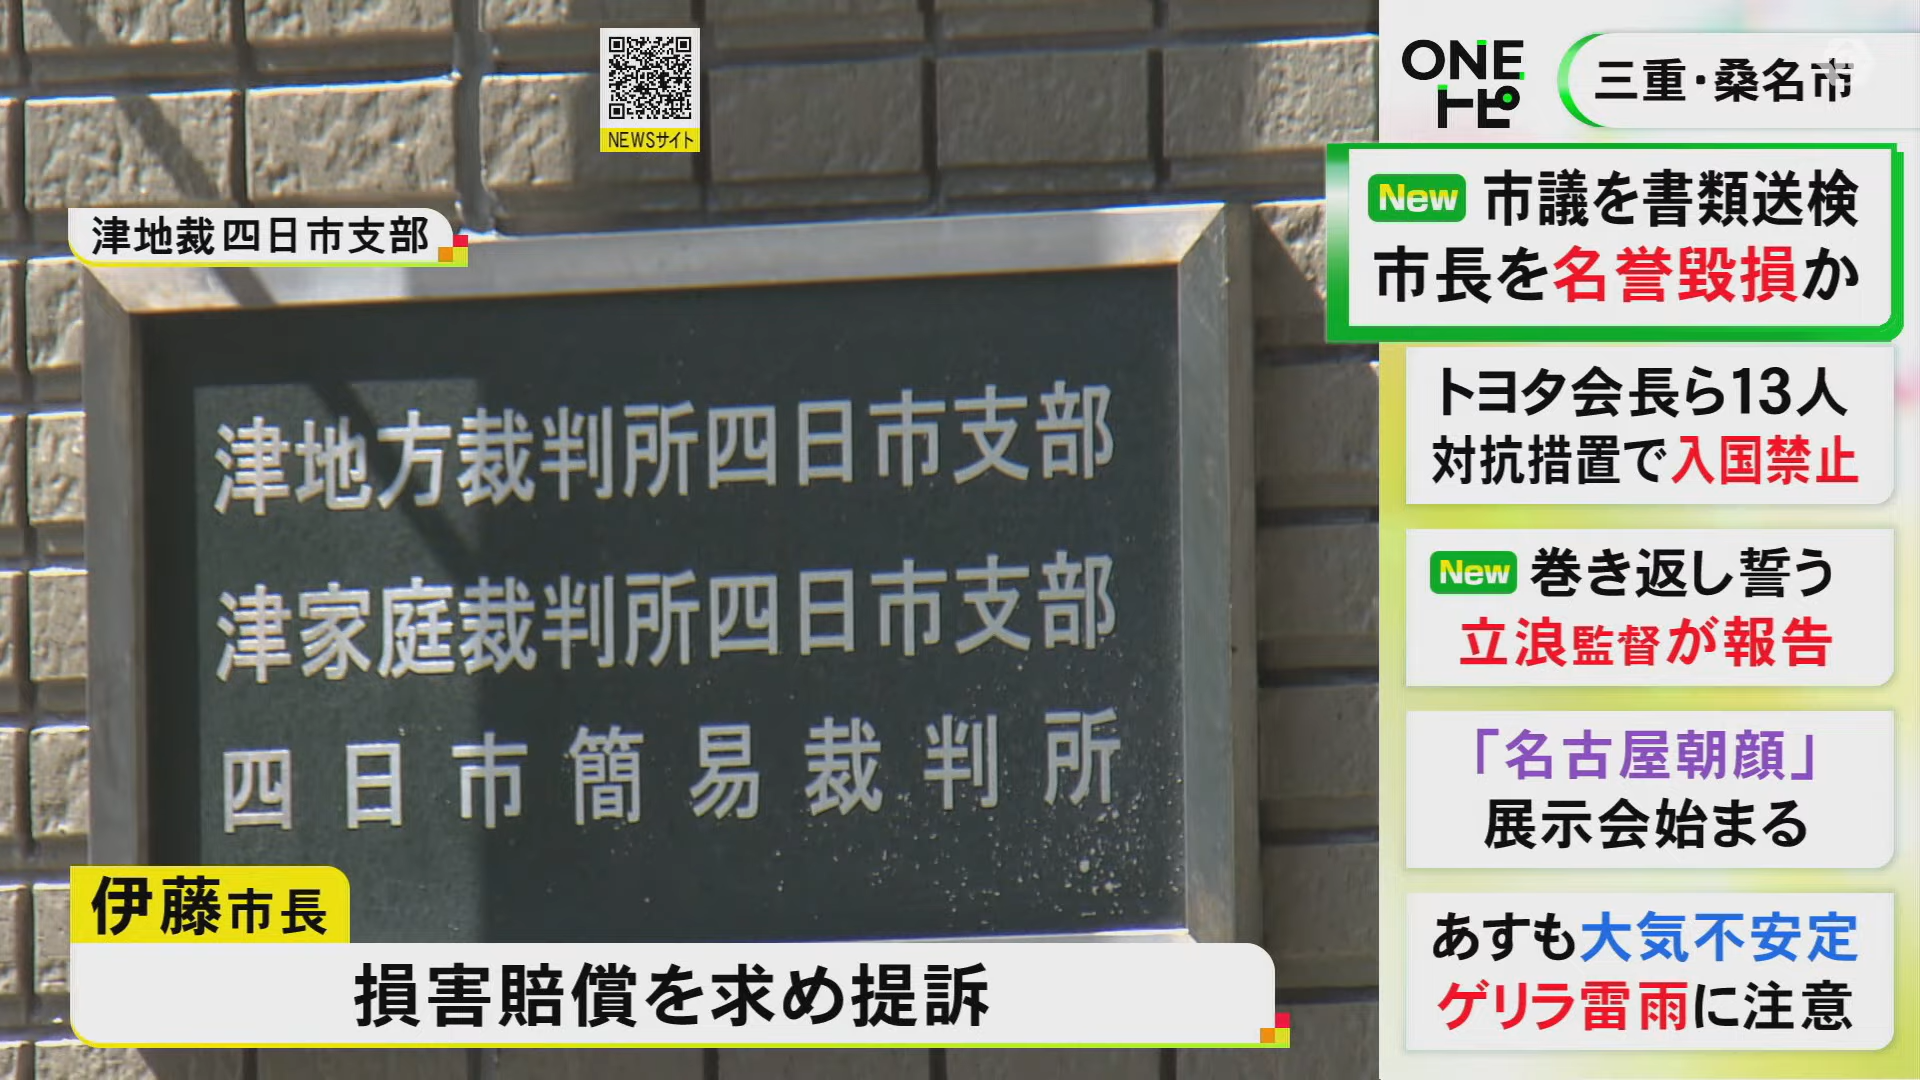 NEWSサイト
津地裁四日市支部
津地方裁判所四日市支部
津家庭裁判所四日市支部
四日市簡易裁判所
伊藤市長
損害賠償を求め提訴
ONE
トピ
三重・桑名市
New 市議を書類送検
市長を名誉毀損か
トヨタ会長ら13人
対抗措置で入国禁止
New 巻き返し誓う
立浪監督が報告
「名古屋朝顔」
展示会始まる
あすも大気不安定
ゲリラ雷雨に注意